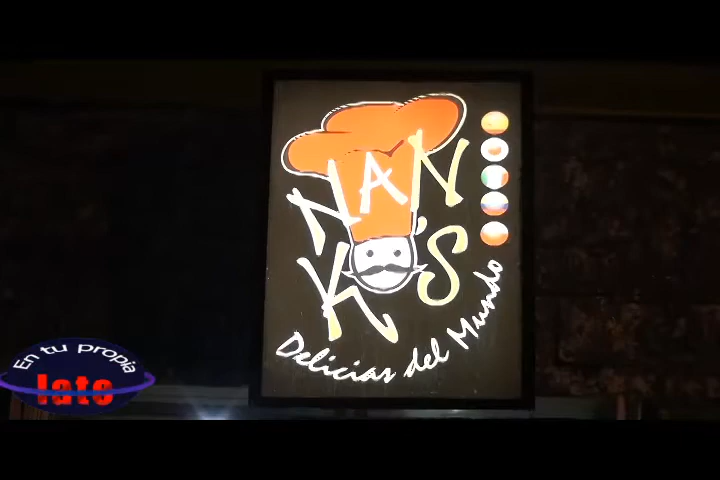 NAN
KO'S
Delicias del Mundo
En tu propia
lata